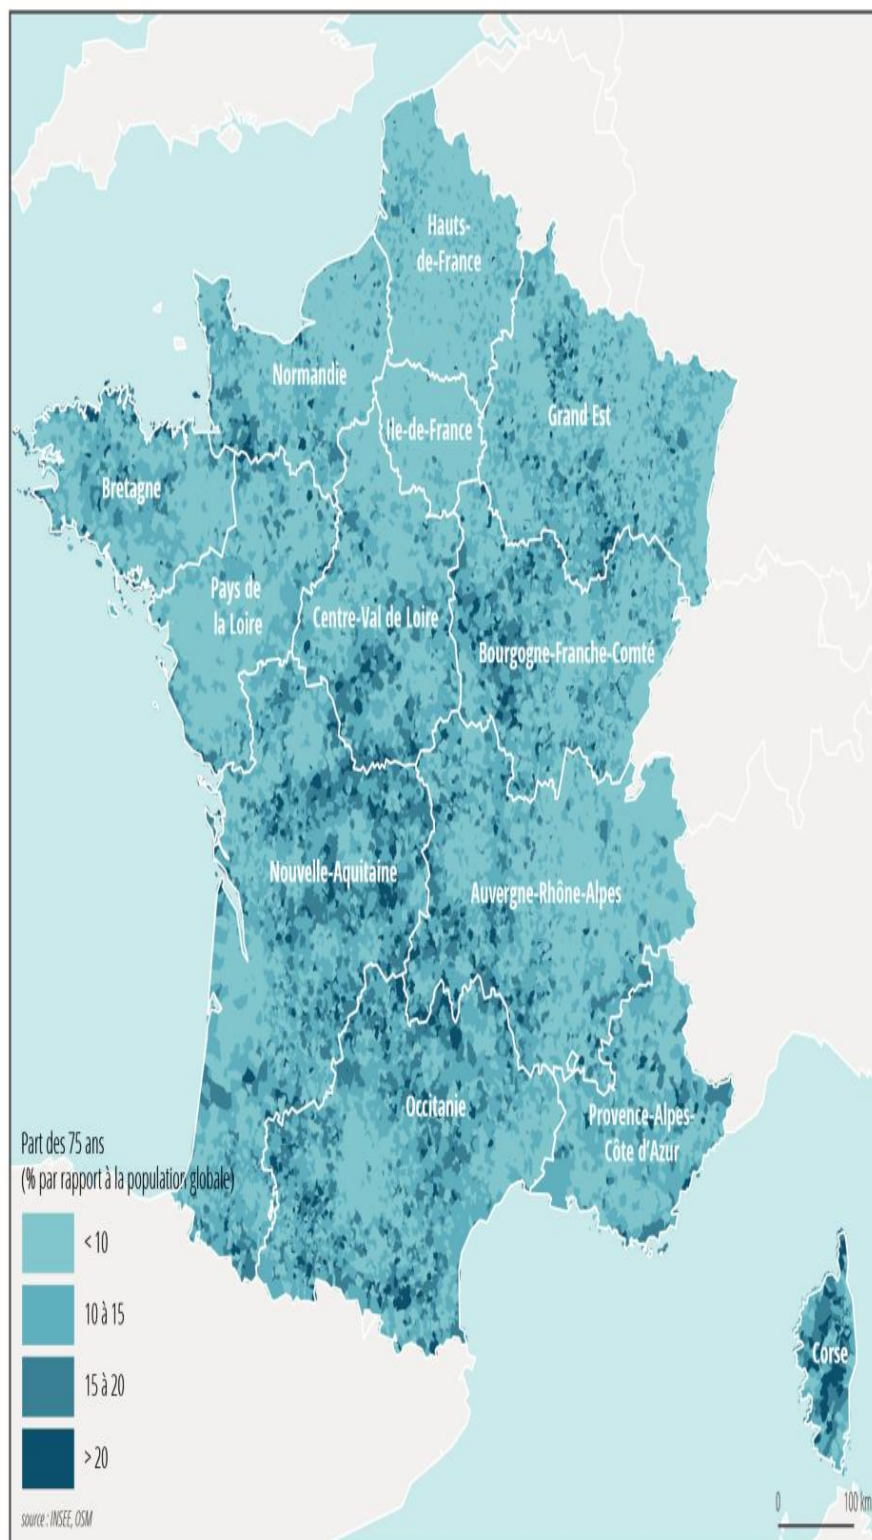 Hauts-
de-France
Normandie
Ile-de-France
Grand Est
Bretagne
Pays de
la Loire
Centre-Val de Loire
Bourgogne-Franche-Comté
Nouvelle-Aquitaine
Auvergne-Rhône-Alpes
Occitanie
Provence-Alpes-
Côte d'Azur
Corse
Part des 75 ans
(% par rapport à la population globale)
< 10
10 à 15
15 à 20
> 20
source : INSEE, OSM
0 100 km